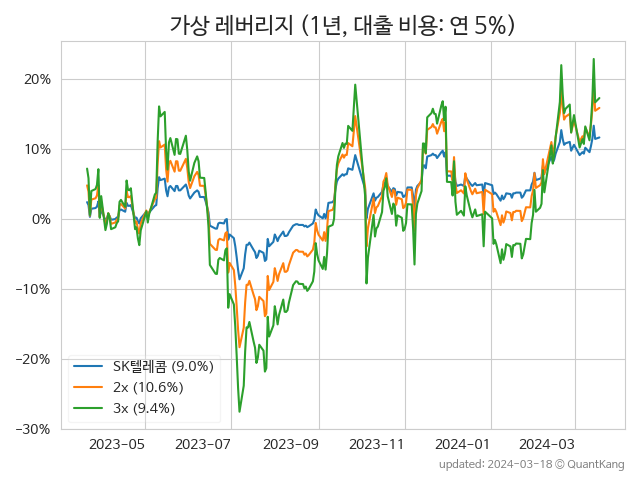 가상 레버리지 (1년, 대출 비용: 연 5%)
20%
10%
0%
−10%
−20%
−30%
SK텔레콤 (9.0%)
2x (10.6%)
3x (9.4%)
2023-05 2023-07 2023-09 2023-11 2024-01 2024-03
updated: 2024-03-18 © QuantKang